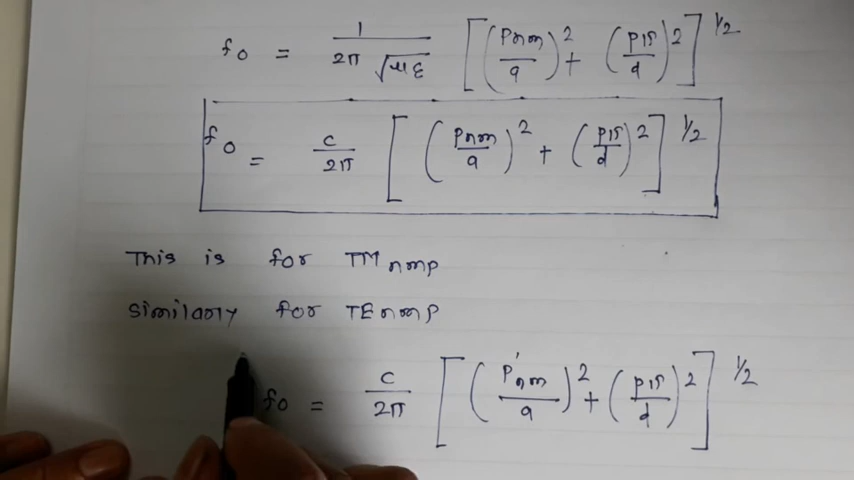 f₀ = 1/(2π √με) [(Pnm/a)² + (pπ/d)²]^1/2
f₀ = c/2π [(Pnm/a)² + (pπ/d)²]^1/2
This is for TMnmp
similarly for TEnmp
f₀ = c/2π [(P'nm/a)² + (pπ/d)²]^1/2